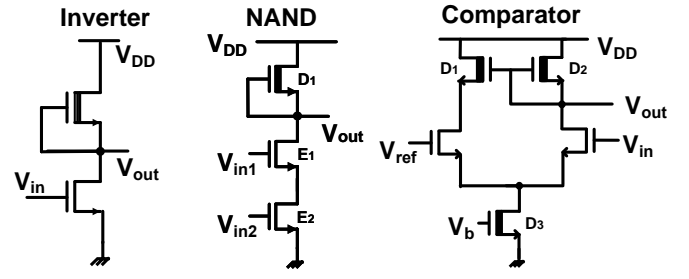 Inverter
NAND
Comparator
VDD
VDD
VDD
D1
D1
D2
Vout
Vout
Vout
E1
Vref
Vin
Vin
Vin1
E2
Vin2
Vb
D3